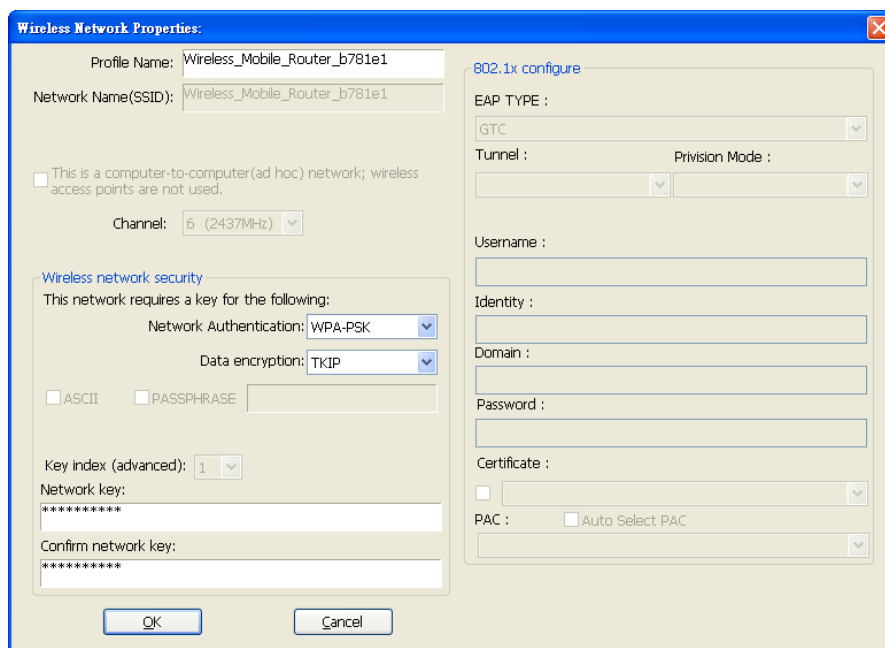 Wireless Network Properties:
Profile Name: Wireless_Mobile_Router_b781e1
Network Name(SSID): Wireless_Mobile_Router_b781e1
This is a computer-to-computer(ad hoc) network; wireless
access points are not used.
Channel: 6 (2437MHz)
Wireless network security
This network requires a key for the following:
Network Authentication: WPA-PSK
Data encryption: TKIP
ASCII PASSPHRASE
Key index (advanced): 1
Network key:
**********
Confirm network key:
**********
OK Cancel
802.1x configure
EAP TYPE :
GTC
Tunnel : Privision Mode :
Username :
Identity :
Domain :
Password :
Certificate :
PAC : Auto Select PAC